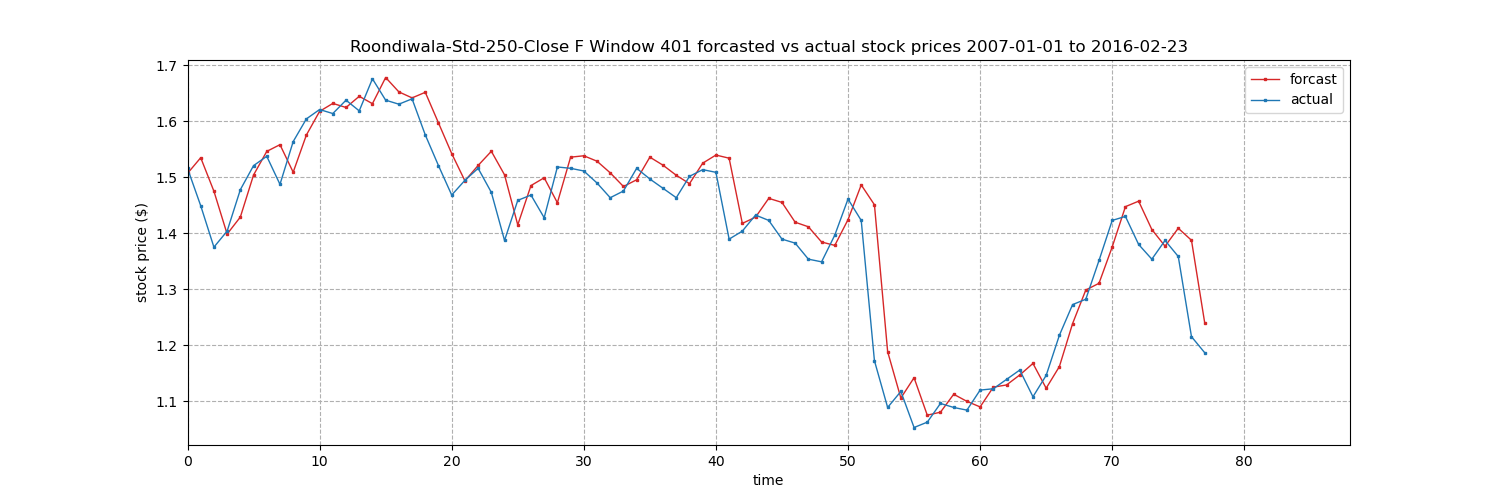 Roondiwala-Std-250-Close F Window 401 forcasted vs actual stock prices 2007-01-01 to 2016-02-23
forcast
actual
1.7
1.6
1.5
1.4
1.3
1.2
1.1
stock price ($)
0 10 20 30 40 50 60 70 80
time